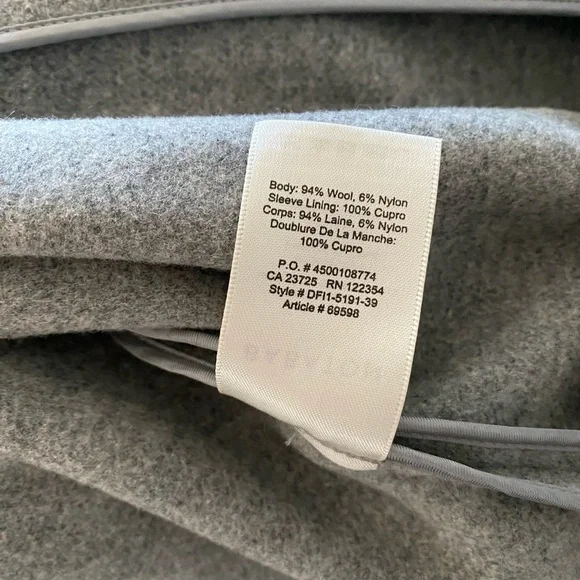 Body: 94% Wool, 6% Nylon
Sleeve Lining: 100% Cupro
Corps: 94% Laine, 6% Nylon
Doublure De La Manche:
100% Cupro
P.O. # 4500108774
CA 23725 RN 122354
Style # DFI1-5191-39
Article # 69598
BABATON